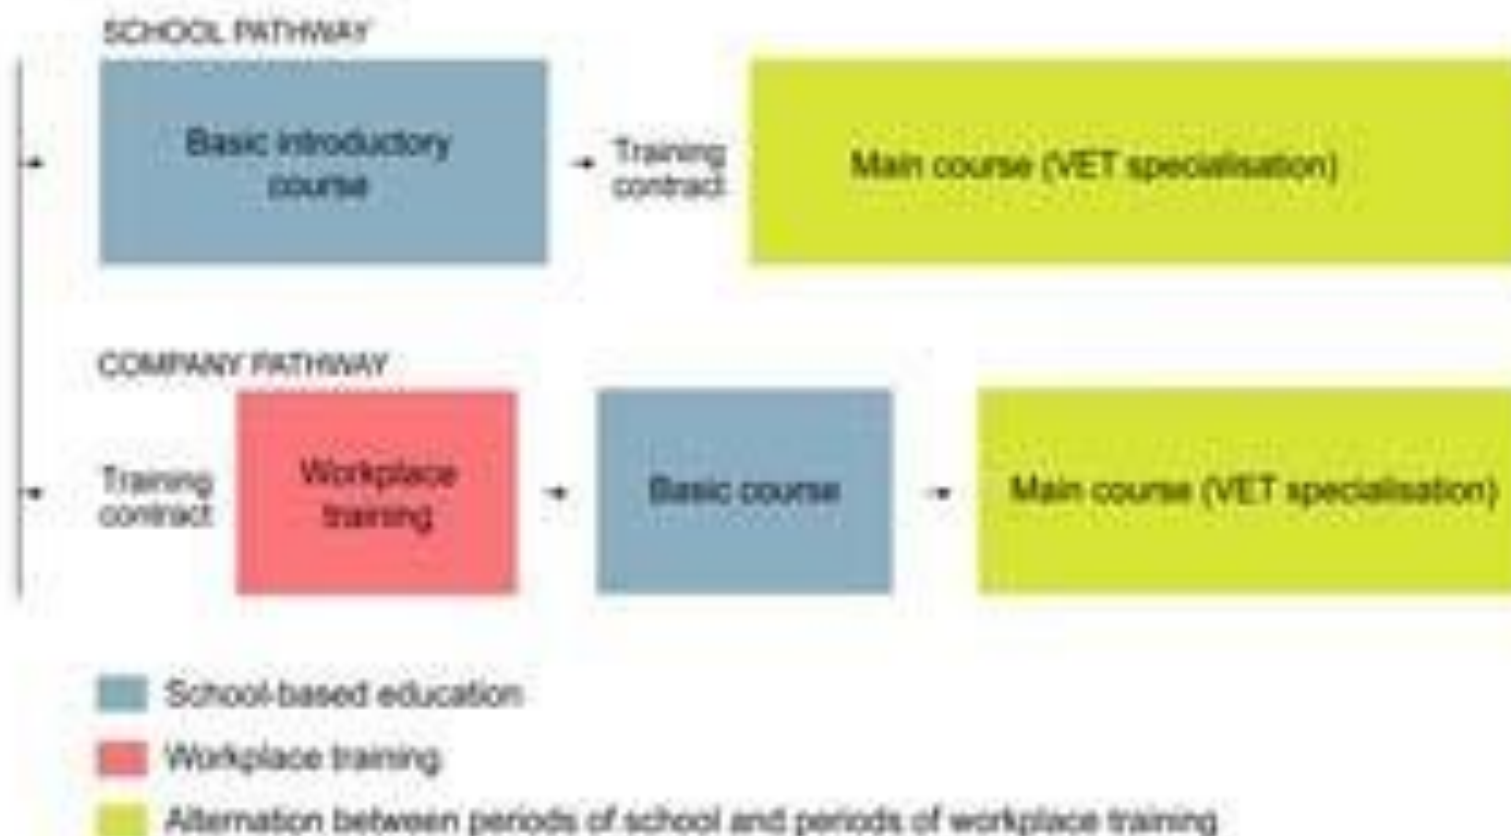 SCHOOL PATHWAY
Basic introductory
course
Training
contract
Main course (VET specialisation)
COMPANY PATHWAY
Training
contract
Workplace
training
Basic course
Main course (VET specialisation)
School-based education
Workplace training
Alternation between periods of school and periods of workplace training